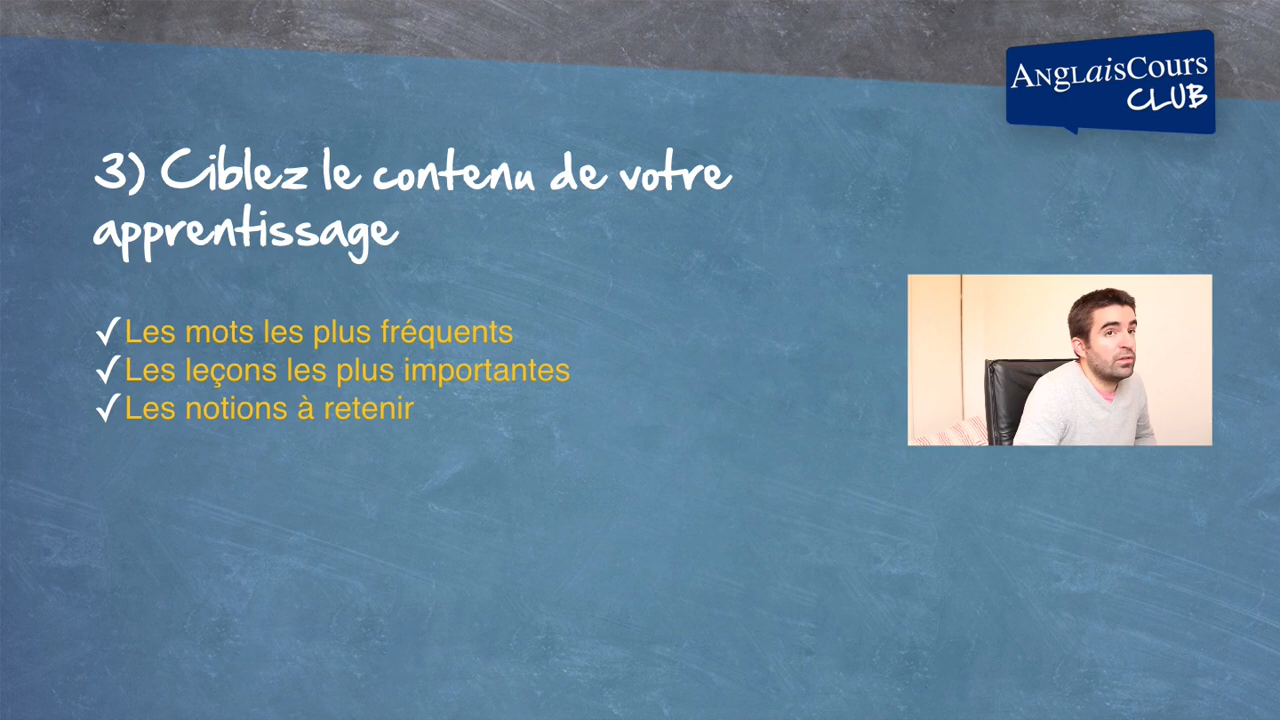 AnglaisCours
CLUB
3) Ciblez le contenu de votre
apprentissage
✓Les mots les plus fréquents
✓Les leçons les plus importantes
✓Les notions à retenir